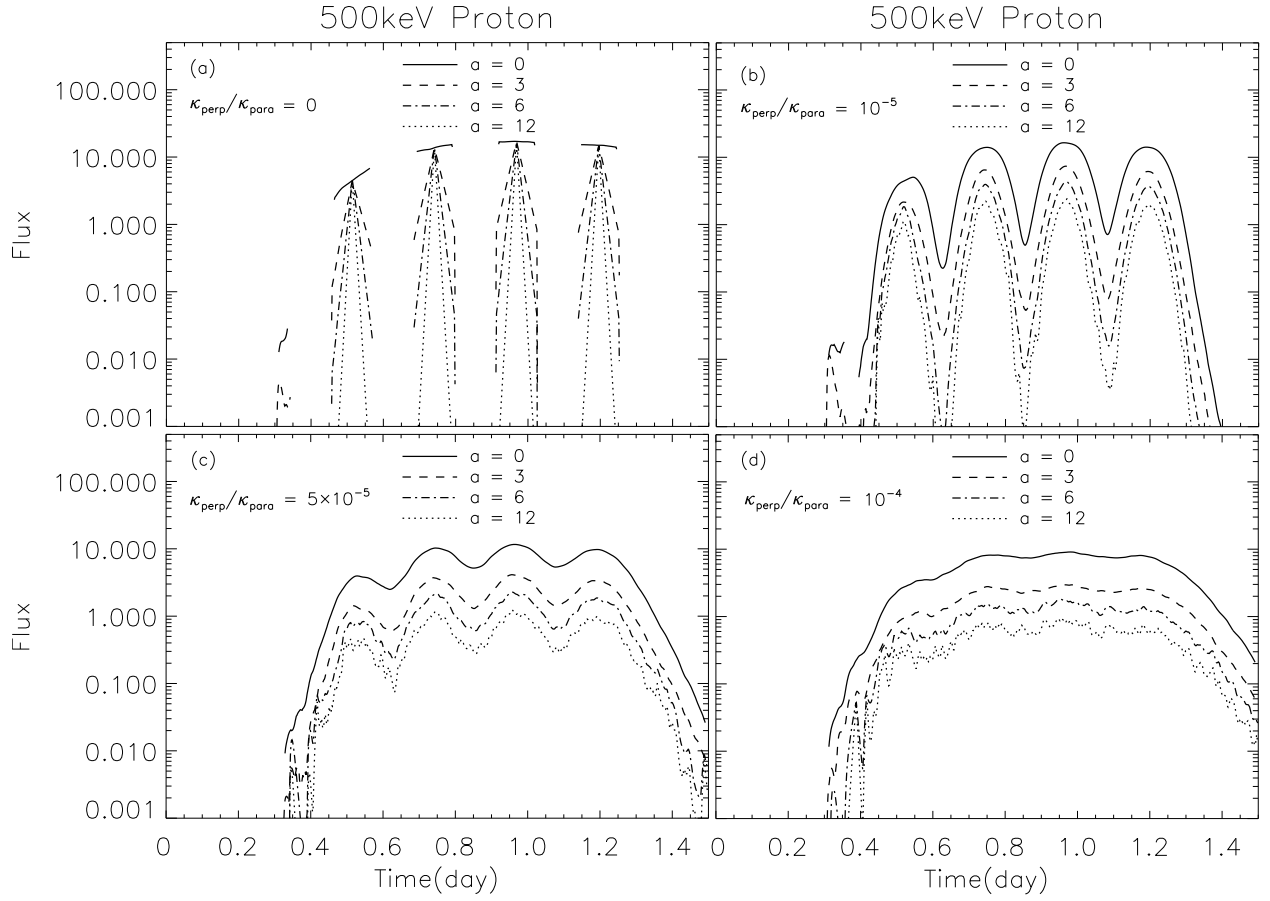 500keV Proton
500keV Proton
(a)
κperp/κpara = 0
a = 0
a = 3
a = 6
a = 12
(b)
κperp/κpara = 10⁻⁵
a = 0
a = 3
a = 6
a = 12
100.000
10.000
1.000
0.100
0.010
0.001
Flux
(c)
κperp/κpara = 5×10⁻⁵
a = 0
a = 3
a = 6
a = 12
(d)
κperp/κpara = 10⁻⁴
a = 0
a = 3
a = 6
a = 12
100.000
10.000
1.000
0.100
0.010
0.001
Flux
0 0.2 0.4 0.6 0.8 1.0 1.2 1.4
0 0.2 0.4 0.6 0.8 1.0 1.2 1.4
Time(day)
Time(day)